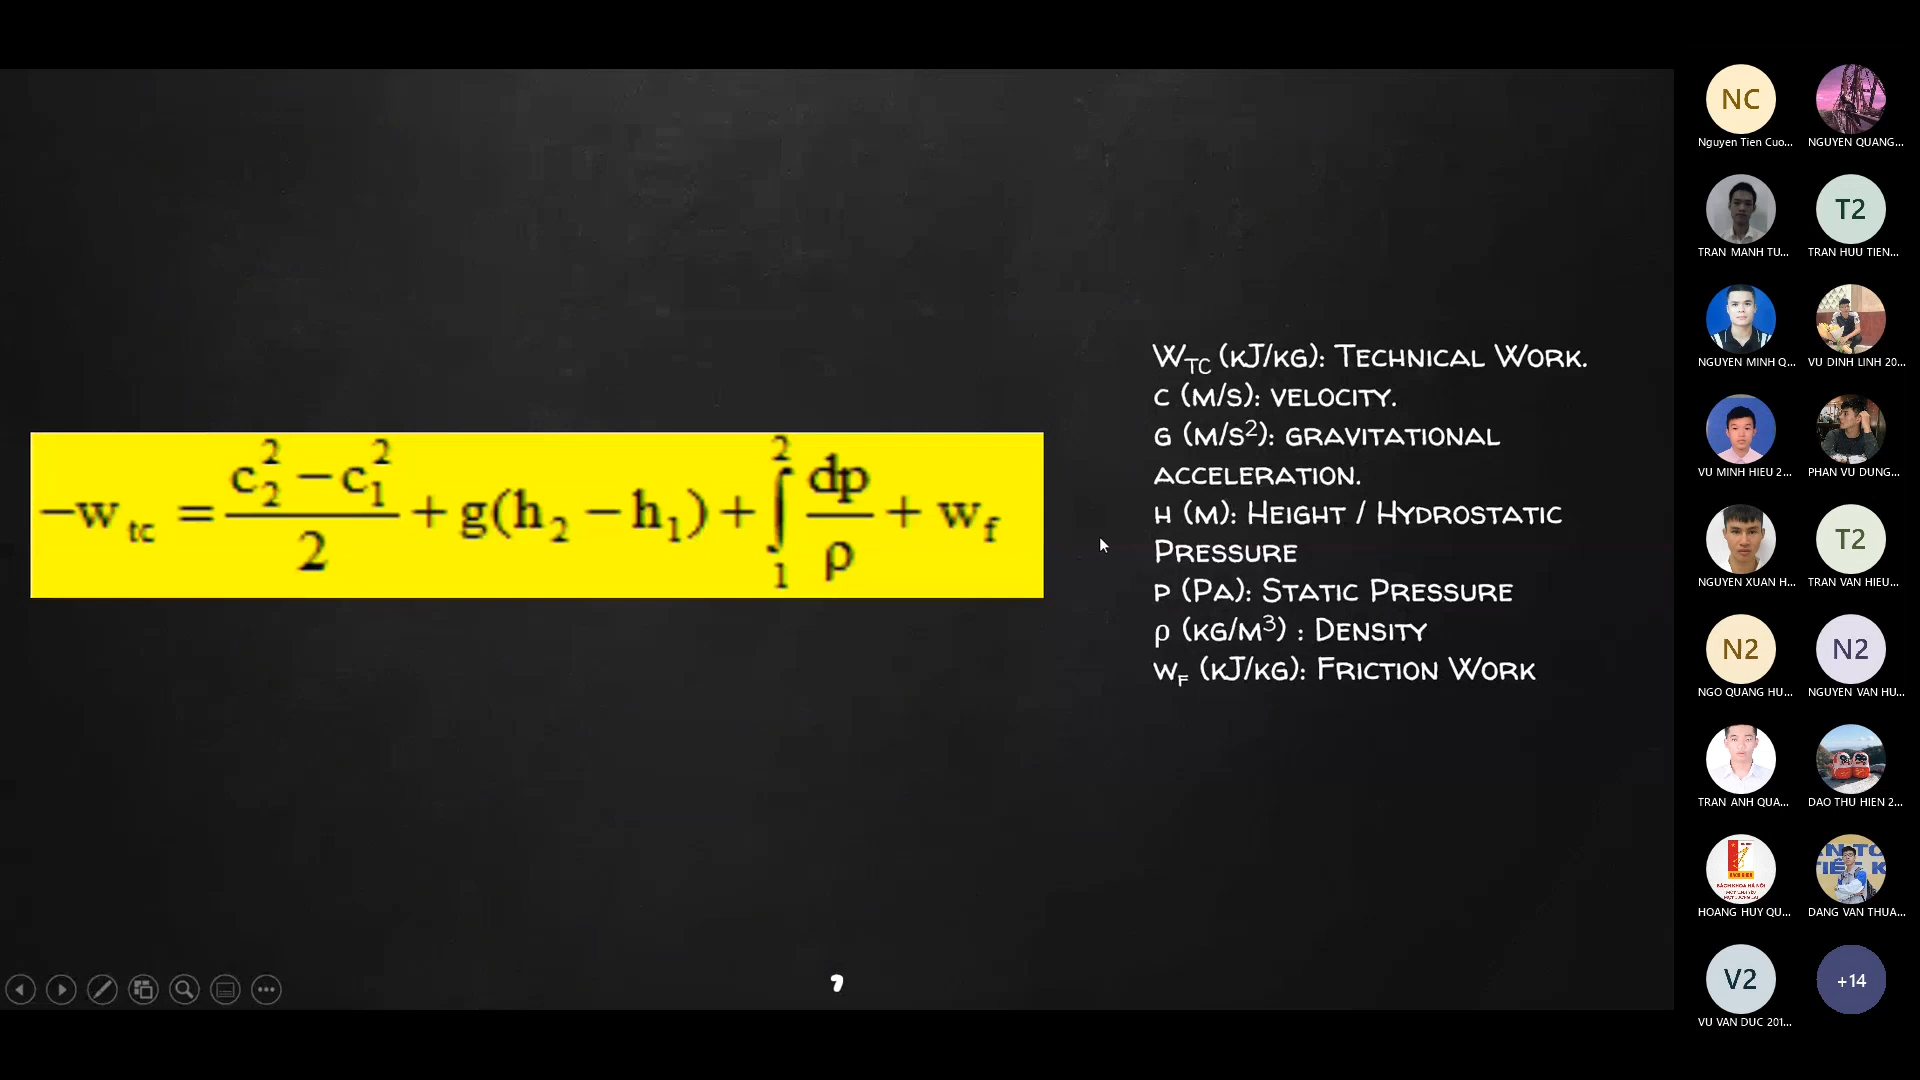 −w tc = (c₂² − c₁²)/2 + g(h₂ − h₁) + ∫₁² dp/ρ + w f
WTC (KJ/KG): TECHNICAL WORK.
C (M/S): VELOCITY.
G (M/S²): GRAVITATIONAL
ACCELERATION.
H (M): HEIGHT / HYDROSTATIC
PRESSURE
P (PA): STATIC PRESSURE
ρ (KG/M³) : DENSITY
WF (KJ/KG): FRICTION WORK
7
NC
Nguyen Tien Cuo...
NGUYEN QUANG...
TRAN MANH TU...
T2
TRAN HUU TIEN...
NGUYEN MINH Q...
VU DINH LINH 20...
VU MINH HIEU 2...
PHAN VU DUNG...
NGUYEN XUAN H...
T2
TRAN VAN HIEU...
N2
NGO QUANG HU...
N2
NGUYEN VAN HU...
TRAN ANH QUA...
DAO THU HIEN 2...
HOANG HUY QU...
DANG VAN THUA...
V2
VU VAN DUC 201...
+14